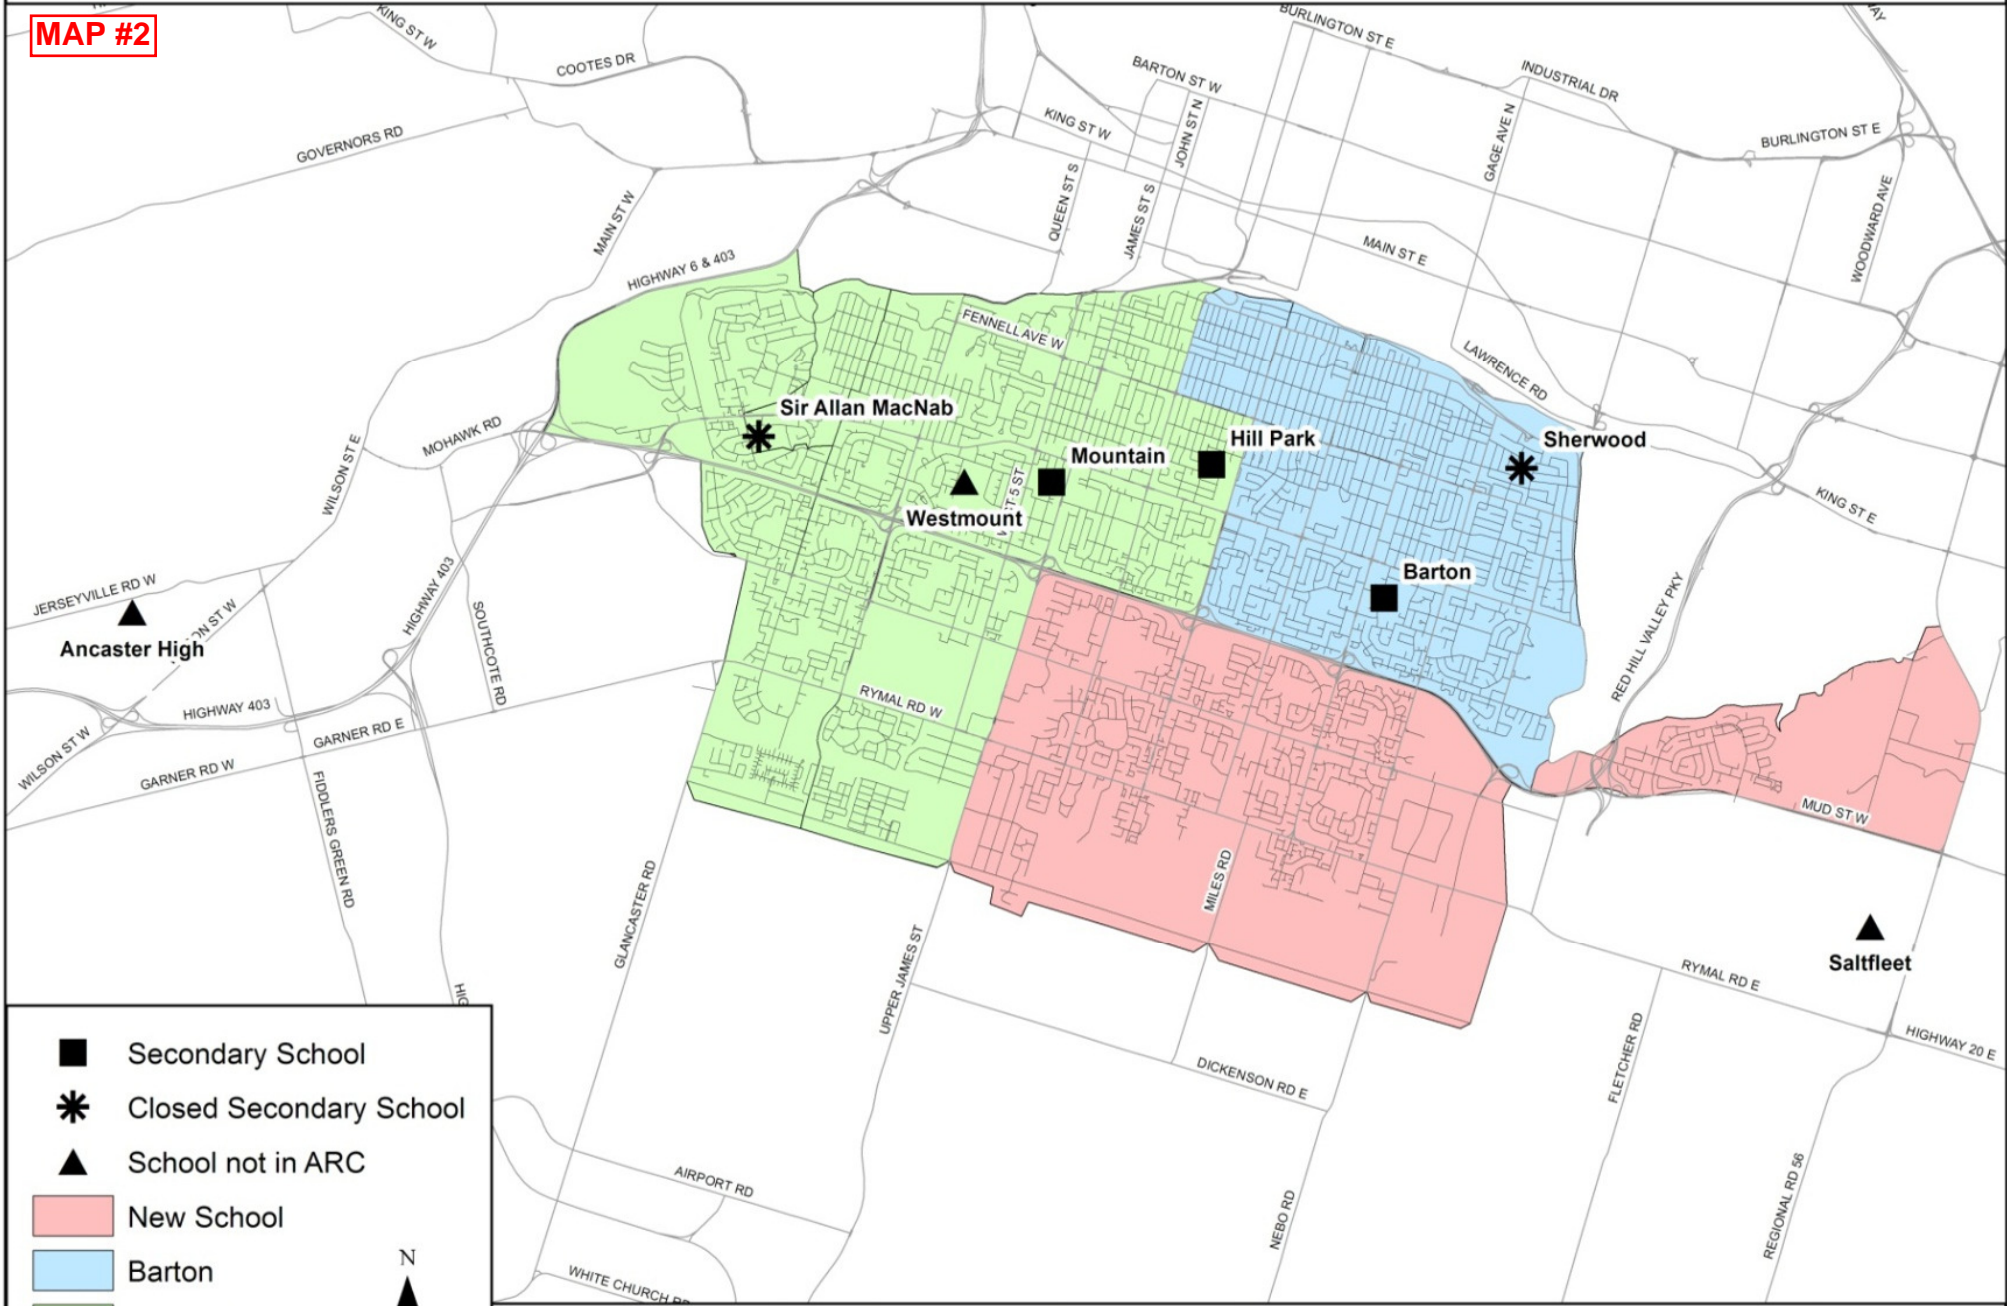 MAP #2
KING ST W
COOTES DR
GOVERNORS RD
MAIN ST W
HIGHWAY 6 & 403
BURLINGTON ST E
BARTON ST W
INDUSTRIAL DR
KING ST W
JOHN ST N
GAGE AVE N
BURLINGTON ST E
QUEEN ST S
JAMES ST S
WOODWARD AVE
MAIN ST E
FENNELL AVE W
LAWRENCE RD
Sir Allan MacNab
MOHAWK RD
Hill Park
Sherwood
Mountain
WILSON ST E
KING ST E
Westmount
Barton
JERSEYVILLE RD W
HIGHWAY 403
SOUTHCOTE RD
Ancaster High
RED HILL VALLEY PKY
RYMAL RD W
HIGHWAY 403
GARNER RD E
WILSON ST W
GARNER RD W
FIDDLERS GREEN RD
MUD ST W
MILES RD
GLANCASTER RD
UPPER JAMES ST
Saltfleet
RYMAL RD E
HIGHWAY 20 E
DICKENSON RD E
FLETCHER RD
AIRPORT RD
NEBO RD
REGIONAL RD 56
WHITE CHURCH RD
Secondary School
Closed Secondary School
School not in ARC
New School
Barton
N